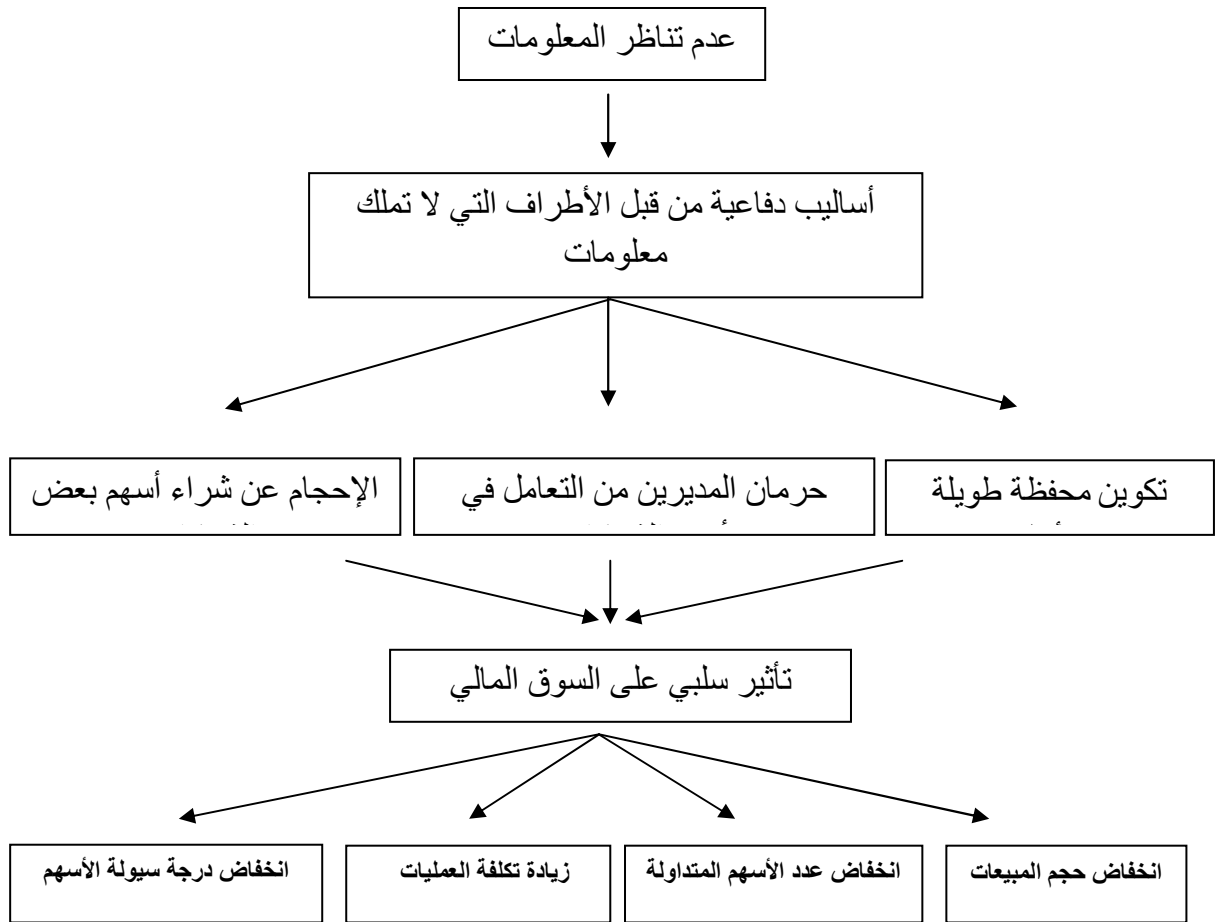 عدم تناظر المعلومات
أساليب دفاعية من قبل الأطراف التي لا تملك
معلومات
تكوين محفظة طويلة
حرمان المديرين من التعامل في
الإحجام عن شراء أسهم بعض
تأثير سلبي على السوق المالي
انخفاض حجم المبيعات
انخفاض عدد الأسهم المتداولة
زيادة تكلفة العمليات
انخفاض درجة سيولة الأسهم